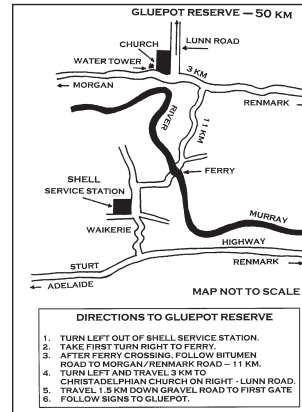 GLUEPOT RESERVE — 50 KM
CHURCH
LUNN ROAD
WATER TOWER
3 KM
MORGAN
RENMARK
RIVER
11 KM
FERRY
SHELL
SERVICE STATION
WAIKERIE
MURRAY
HIGHWAY
STURT
RENMARK
ADELAIDE
MAP NOT TO SCALE
DIRECTIONS TO GLUEPOT RESERVE
1. TURN LEFT OUT OF SHELL SERVICE STATION.
2. TAKE FIRST TURN RIGHT TO FERRY.
3. AFTER FERRY CROSSING, FOLLOW BITUMEN
ROAD TO MORGAN/RENMARK ROAD — 11 KM.
4. TURN LEFT AND TRAVEL 3 KM TO
CHRISTADELPHIAN CHURCH ON RIGHT - LUNN ROAD.
5. TRAVEL 1.5 KM DOWN GRAVEL ROAD TO FIRST GATE
6. FOLLOW SIGNS TO GLUEPOT.